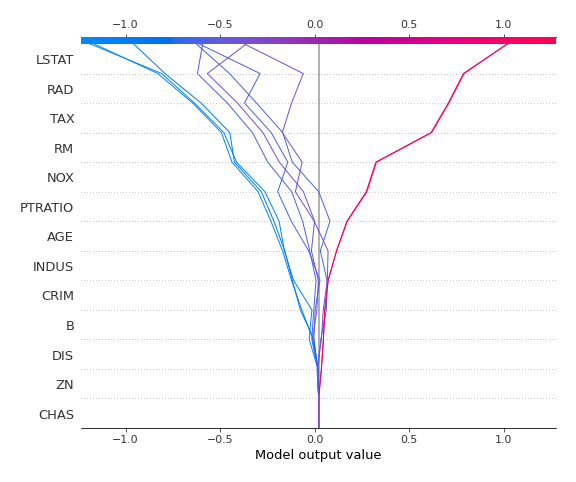 −1.0 −0.5 0.0 0.5 1.0
LSTAT
RAD
TAX
RM
NOX
PTRATIO
AGE
INDUS
CRIM
B
DIS
ZN
CHAS
−1.0 −0.5 0.0 0.5 1.0
Model output value